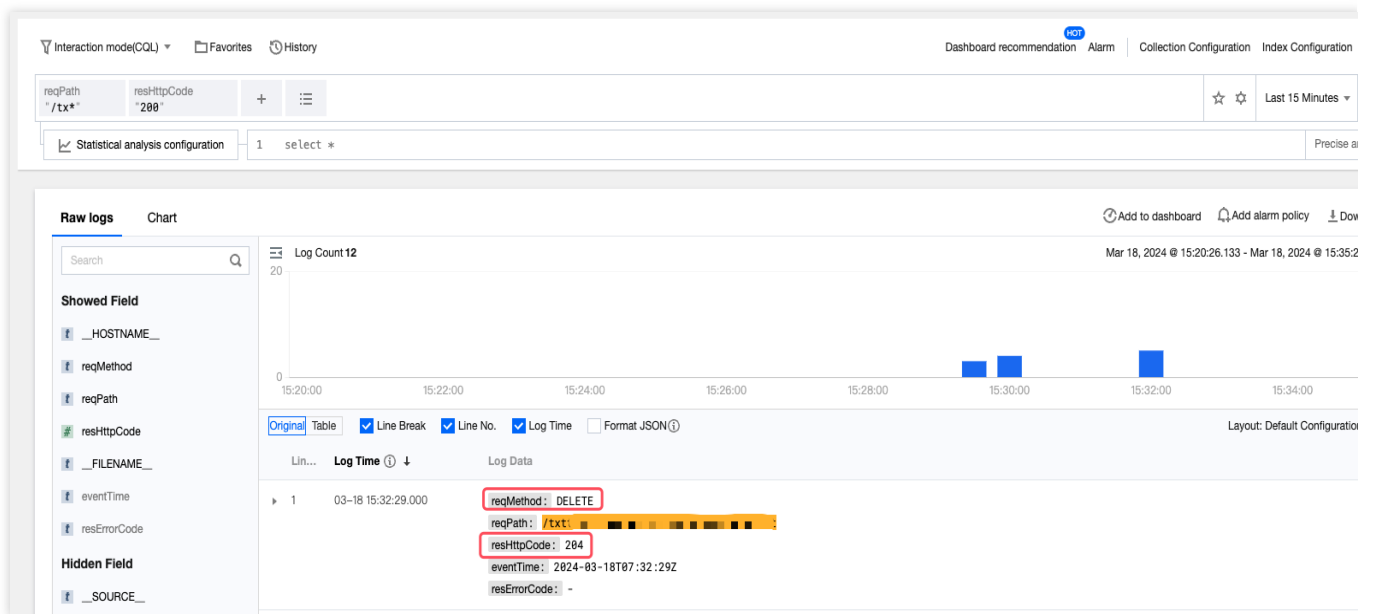 Interaction mode(CQL) Favorites History HOT Dashboard recommendation Alarm Collection Configuration Index Configuration
reqPath resHttpCode
"/tx*" "200" + Last 15 Minutes
Statistical analysis configuration 1 select *
Raw logs Chart Add to dashboard Add alarm policy
Search Log Count 12 Mar 18, 2024 @ 15:20:26.133 - Mar 18, 2024 @ 15:35:2
20
Showed Field
t __HOSTNAME__
t reqMethod
0
15:20:00 15:22:00 15:24:00 15:26:00 15:28:00 15:30:00 15:32:00 15:34:00
t reqPath
Original Table Line Break Line No. Log Time Format JSON Layout: Default
# resHttpCode
Lin... Log Time Log Data
t __FILENAME__
t eventTime
1 03-18 15:32:29.000 reqMethod: DELETE
reqPath: /txt
t resErrorCode
resHttpCode: 204
Hidden Field
eventTime: 2024-03-18T07:32:29Z
resErrorCode: -
t __SOURCE__